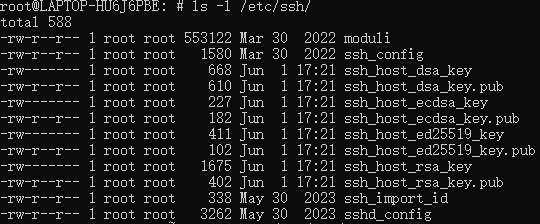 root@LAPTOP-HU6J6PBE: # ls -l /etc/ssh/
total 588
-rw-r--r-- 1 root root 553122 Mar 30  2022 moduli
-rw-r--r-- 1 root root   1580 Mar 30  2022 ssh_config
-rw------- 1 root root    668 Jun  1 17:21 ssh_host_dsa_key
-rw-r--r-- 1 root root    610 Jun  1 17:21 ssh_host_dsa_key.pub
-rw------- 1 root root    227 Jun  1 17:21 ssh_host_ecdsa_key
-rw-r--r-- 1 root root    182 Jun  1 17:21 ssh_host_ecdsa_key.pub
-rw------- 1 root root    411 Jun  1 17:21 ssh_host_ed25519_key
-rw-r--r-- 1 root root    102 Jun  1 17:21 ssh_host_ed25519_key.pub
-rw------- 1 root root   1675 Jun  1 17:21 ssh_host_rsa_key
-rw-r--r-- 1 root root    402 Jun  1 17:21 ssh_host_rsa_key.pub
-rw-r--r-- 1 root root    338 May 30  2023 ssh_import_id
-rw-r--r-- 1 root root   3262 May 30  2023 sshd_config